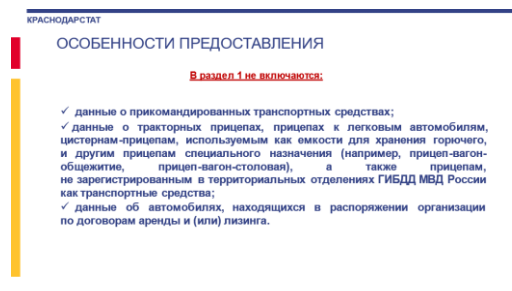 КРАСНОДАРСТАТ
ОСОБЕННОСТИ ПРЕДОСТАВЛЕНИЯ
В раздел 1 не включаются:
✓ данные о прикомандированных транспортных средствах;
✓ данные о тракторных прицепах, прицепах к легковым автомобилям,
цистернам-прицепам, используемым как емкости для хранения горючего,
и другим прицепам специального назначения (например, прицеп-вагон-
общежитие, прицеп-вагон-столовая), а также прицепам,
не зарегистрированным в территориальных отделениях ГИБДД МВД России
как транспортные средства;
✓ данные об автомобилях, находящихся в распоряжении организации
по договорам аренды и (или) лизинга.